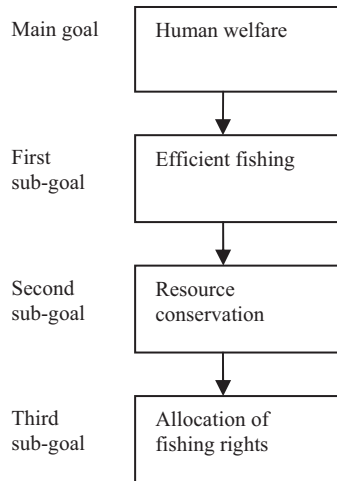 Main goal
Human welfare
First
sub-goal
Efficient fishing
Second
sub-goal
Resource
conservation
Third
sub-goal
Allocation of
fishing rights